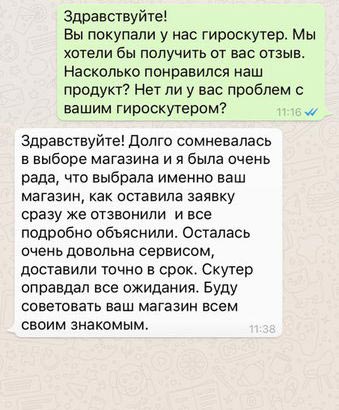 Здравствуйте!
Вы покупали у нас гироскутер. Мы
хотели бы получить от вас отзыв.
Насколько понравился наш
продукт? Нет ли у вас проблем с
вашим гироскутером?
11:16
Здравствуйте! Долго сомневалась
в выборе магазина и я была очень
рада, что выбрала именно ваш
магазин, как оставила заявку
сразу же отзвонили и все
подробно объяснили. Осталась
очень довольна сервисом,
доставили точно в срок. Скутер
оправдал все ожидания. Буду
советовать ваш магазин всем
своим знакомым.
11:38